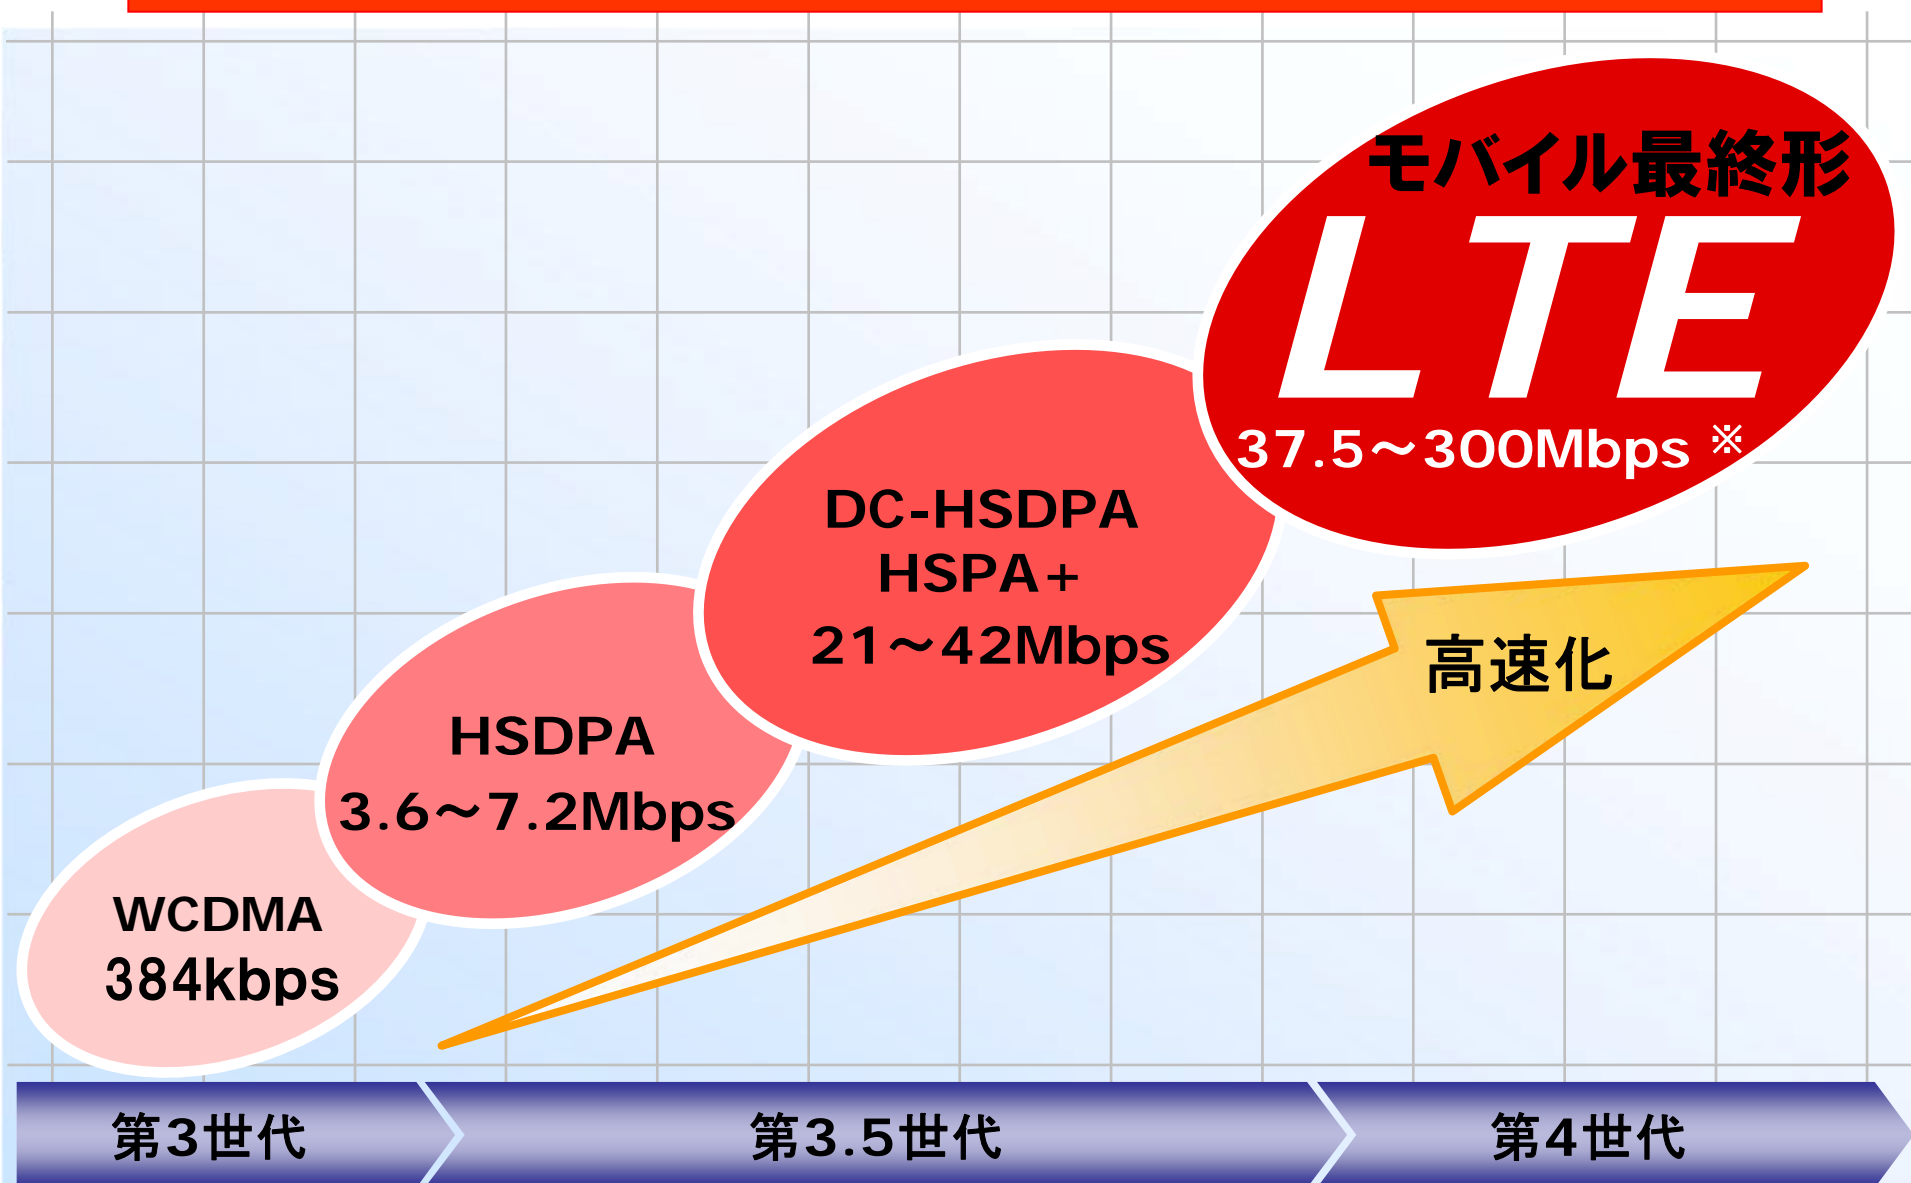 モバイル最終形
LTE
37.5～300Mbps ※
DC-HSDPA
HSPA+
21～42Mbps
高速化
HSDPA
3.6～7.2Mbps
WCDMA
384kbps
第3世代
第3.5世代
第4世代